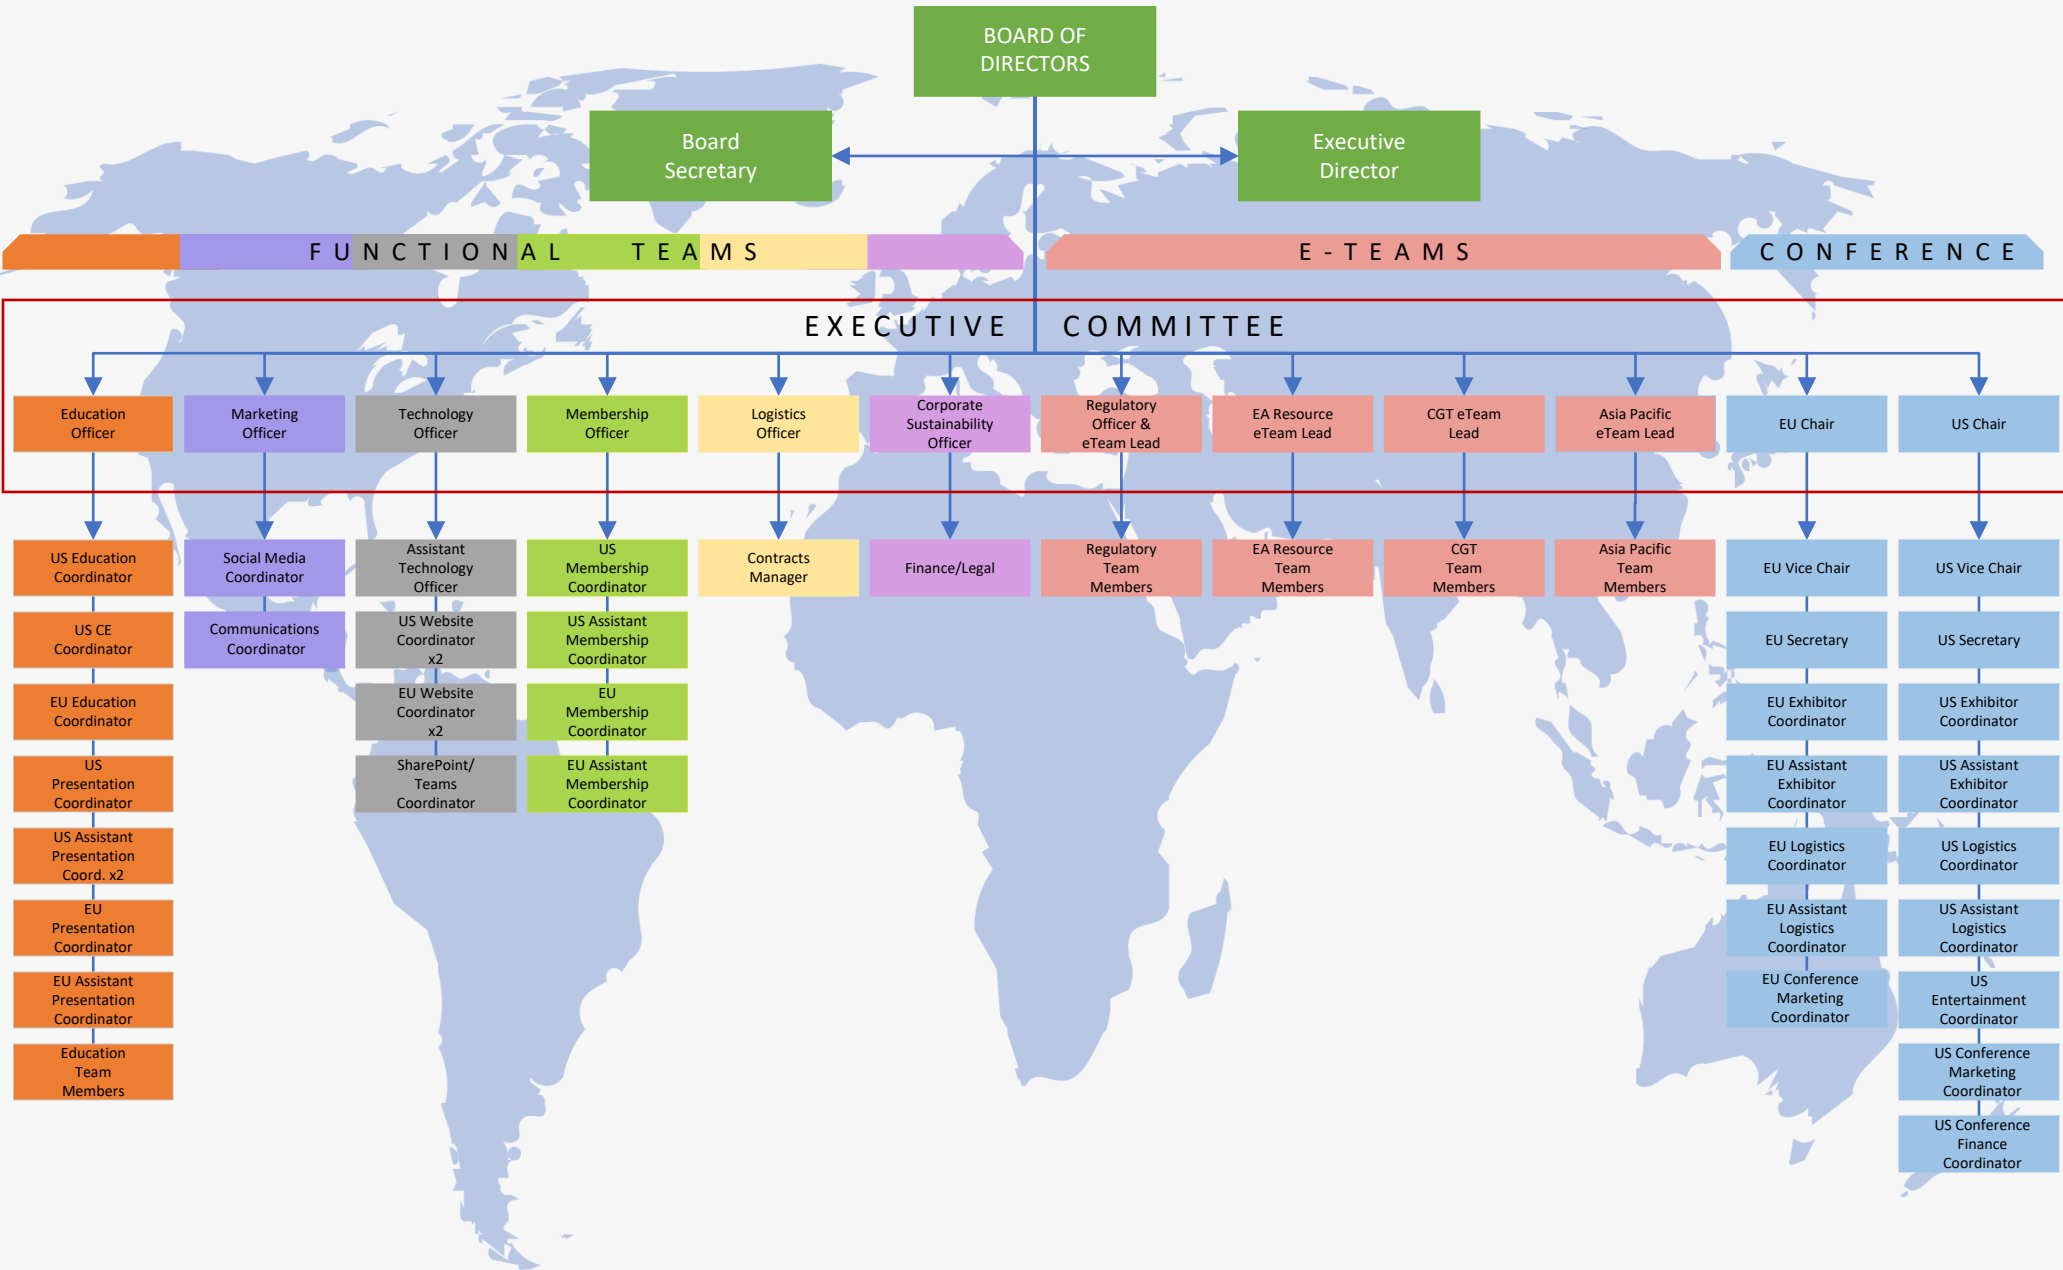 BOARD OF
DIRECTORS
Board
Secretary
Executive
Director
FUNCTIONAL TEAMS
E-TEAMS
CONFERENCE
EXECUTIVE COMMITTEE
Education
Officer
Marketing
Officer
Technology
Officer
Membership
Officer
Logistics
Officer
Corporate
Sustainability
Officer
Regulatory
Officer &
eTeam Lead
EA Resource
eTeam Lead
CGT eTeam
Lead
Asia Pacific
eTeam Lead
EU Chair
US Chair
US Education
Coordinator
US CE
Coordinator
EU Education
Coordinator
US
Presentation
Coordinator
US Assistant
Presentation
Coord. x2
EU
Presentation
Coordinator
EU Assistant
Presentation
Coordinator
Education
Team
Members
Social Media
Coordinator
Communications
Coordinator
Assistant
Technology
Officer
US Website
Coordinator
x2
EU Website
Coordinator
x2
SharePoint/
Teams
Coordinator
US
Membership
Coordinator
US Assistant
Membership
Coordinator
EU
Membership
Coordinator
EU Assistant
Membership
Coordinator
Contracts
Manager
Finance/Legal
Regulatory
Team
Members
EA Resource
Team
Members
CGT
Team
Members
Asia Pacific
Team
Members
EU Vice Chair
EU Secretary
EU Exhibitor
Coordinator
EU Assistant
Exhibitor
Coordinator
EU Logistics
Coordinator
EU Assistant
Logistics
Coordinator
EU Conference
Marketing
Coordinator
US Vice Chair
US Secretary
US Exhibitor
Coordinator
US Assistant
Exhibitor
Coordinator
US Logistics
Coordinator
US Assistant
Logistics
Coordinator
US
Entertainment
Coordinator
US Conference
Marketing
Coordinator
US Conference
Finance
Coordinator